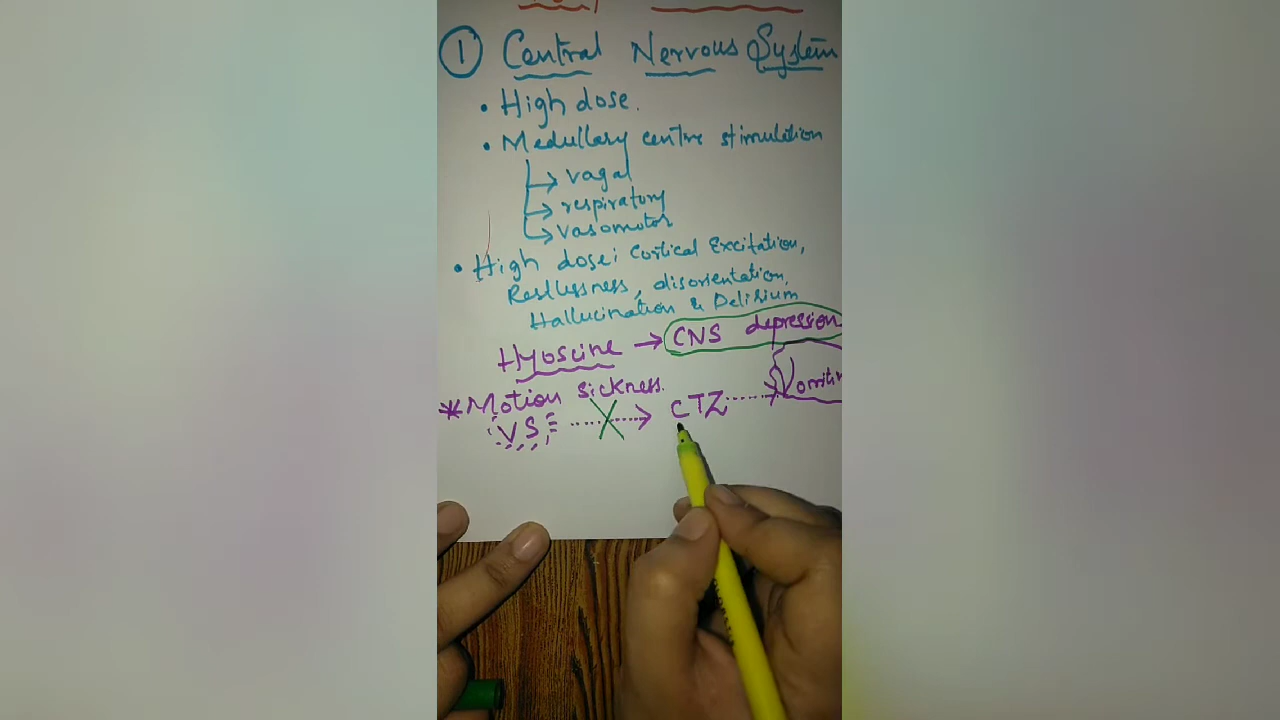 ① Central Nervous System
• High dose.
• Medullary centre stimulation
→ vagal
→ respiratory
→ vasomotor
• High dose: Cortical Excitation,
Restlessness, disorientation,
Hallucination & Delirium
Hyoscine → CNS depression
* Motion sickness.
VS → CTZ → Vomitin